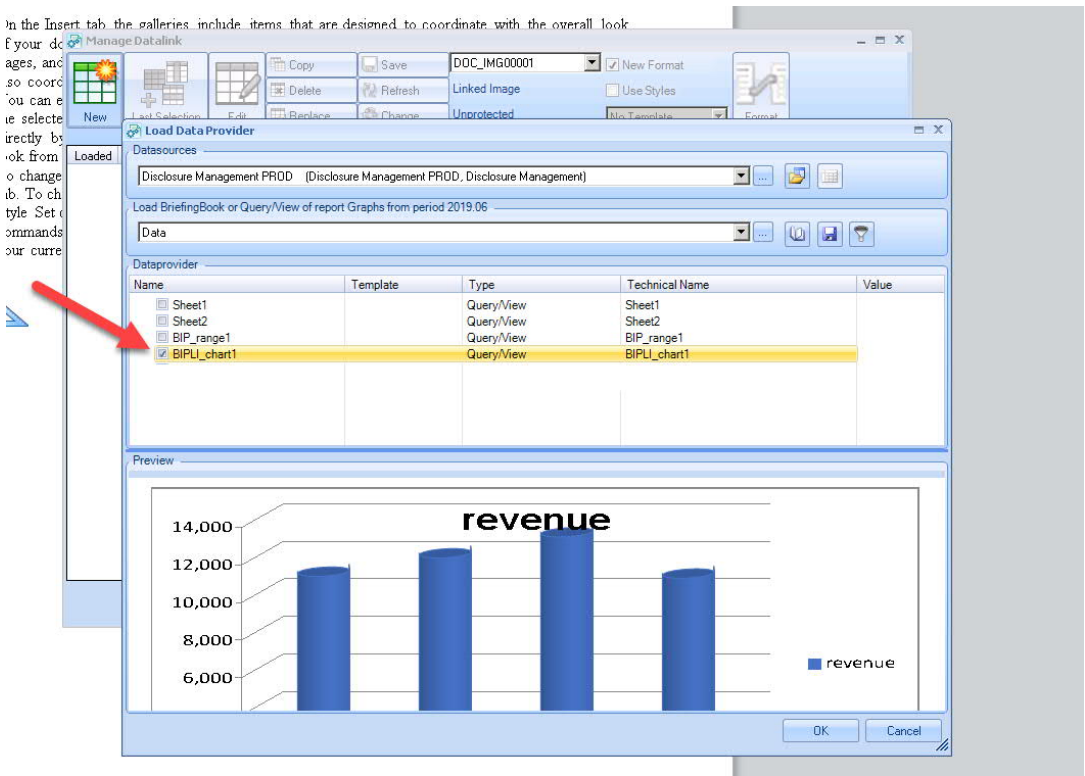 on the Insert tab, the galleries include items that are designed to coordinate with the overall look
f your do
ages, and
so coord
ou can e
selecte
irectly by
ok from
o change
b. To ch
tyle Set
ommands
our curre
Manage Datalink
New
Last Selection
Edit
Copy
Delete
Replace
Save
Refresh
Change
DOC_IMG00001
Linked Image
Unprotected
New Format
Use Styles
No Template
Format
Loaded
Load Data Provider
Datasources
Disclosure Management PROD (Disclosure Management PROD, Disclosure Management)
...
Load BriefingBook or Query/View of report Graphs from period 2019.06
Data
...
Dataprovider
Name Template Type Technical Name Value
Sheet1 Query/View Sheet1
Sheet2 Query/View Sheet2
BIP_range1 Query/View BIP_range1
BIPLI_chart1 Query/View BIPLI_chart1
Preview
revenue
14,000
12,000
10,000
8,000
6,000
revenue
OK Cancel